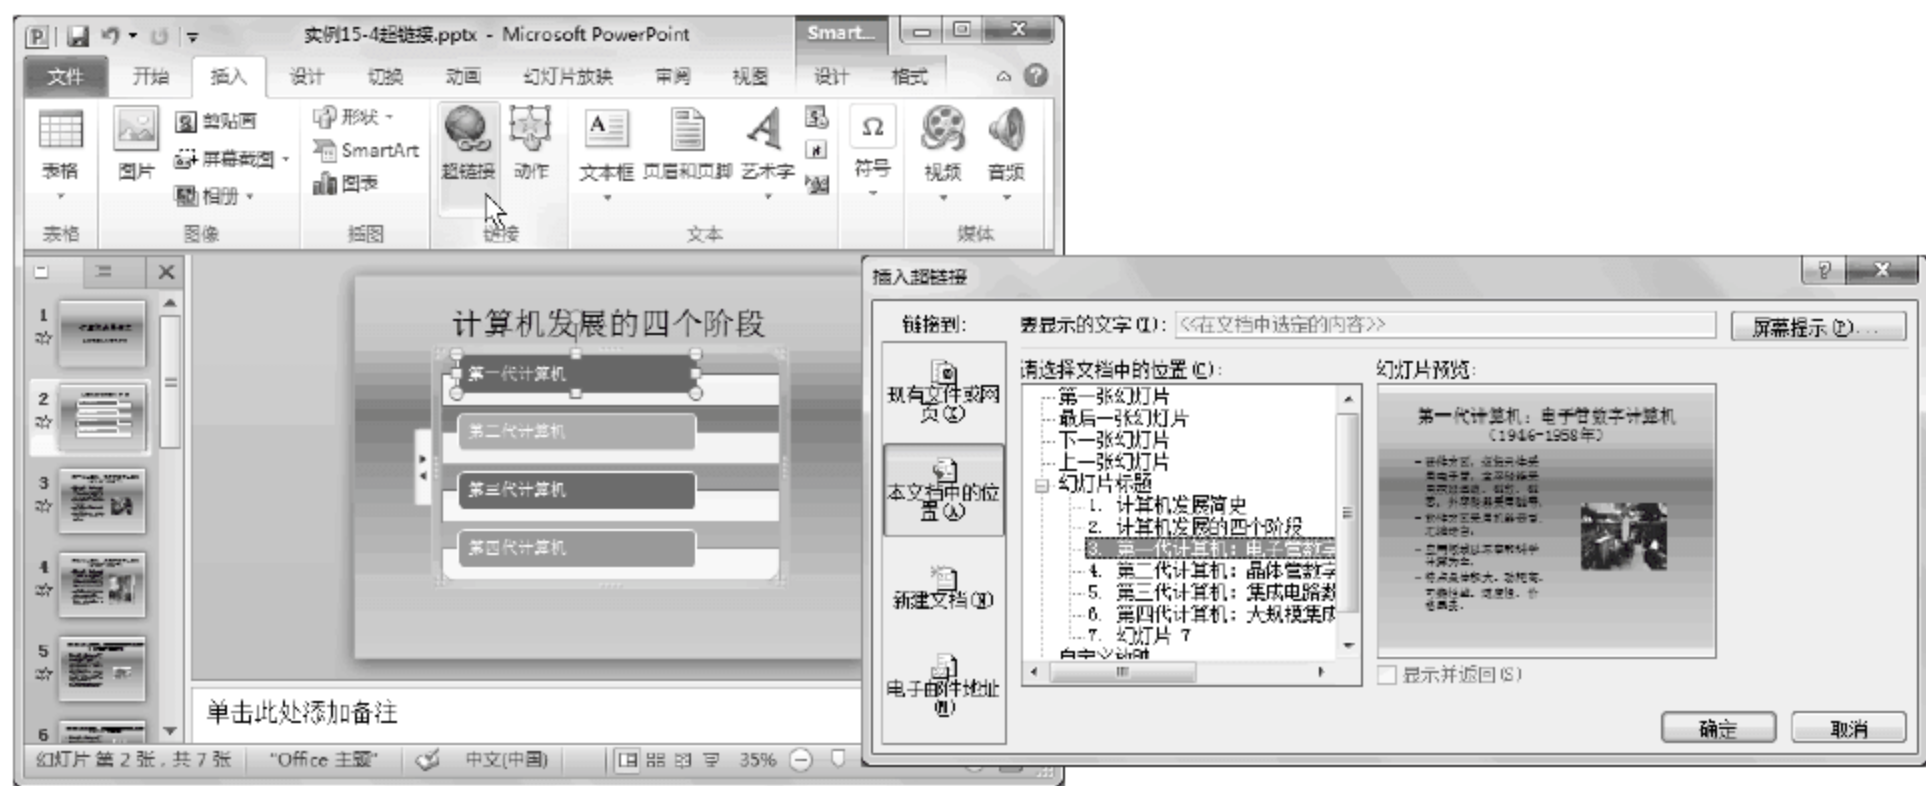 实例15-4超链接.pptx - Microsoft PowerPoint
Smart...
文件 开始 插入 设计 切换 动画 幻灯片放映 审阅 视图 设计 格式
表格
图片
剪贴画
屏幕截图
相册
形状
SmartArt
图表
超链接
动作
文本框
页眉和页脚
艺术字
Ω
符号
视频
音频
表格 图像 插图 链接 文本 媒体
1
2
3
4
5
6
计算机发展的四个阶段
第一代计算机
第二代计算机
第三代计算机
第四代计算机
单击此处添加备注
幻灯片 第 2 张,共 7 张 "Office 主题" 中文(中国) 35%
插入超链接
链接到:
要显示的文字(T): <<在文档中选定的内容>> 屏幕提示(P)...
现有文件或网
页(X)
本文档中的位
置(A)
新建文档(N)
电子邮件地址
(M)
请选择文档中的位置(C):
第一张幻灯片
最后一张幻灯片
下一张幻灯片
上一张幻灯片
幻灯片标题
1. 计算机发展简史
2. 计算机发展的四个阶段
3. 第一代计算机: 电子管数字
4. 第二代计算机: 晶体管数字
5. 第三代计算机: 集成电路数
6. 第四代计算机: 大规模集成
7. 幻灯片 7
自定义放映
幻灯片预览:
第一代计算机: 电子管数字计算机
(1946-1958年)
显示并返回(S)
确定 取消